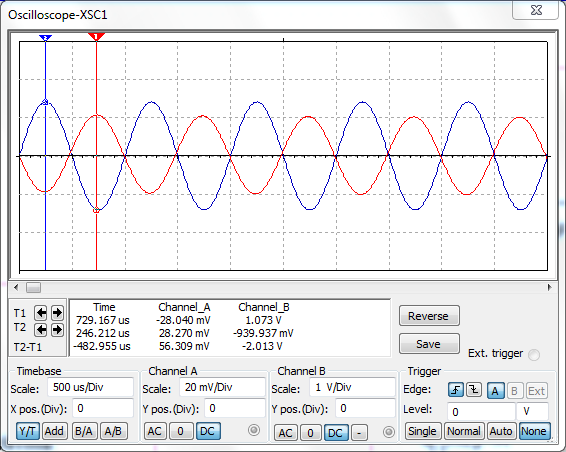 Oscilloscope-XSC1
2 1
T1
T2
T2-T1
Time Channel_A Channel_B
729.167 us -28.040 mV 1.073 V
246.212 us 28.270 mV -939.937 mV
-482.955 us 56.309 mV -2.013 V
Reverse
Save
Ext. trigger
Timebase
Scale: 500 us/Div
X pos.(Div): 0
Y/T Add B/A A/B
Channel A
Scale: 20 mV/Div
Y pos.(Div): 0
AC 0 DC
Channel B
Scale: 1 V/Div
Y pos.(Div): 0
AC 0 DC -
Trigger
Edge: A B Ext
Level: 0 V
Single Normal Auto None